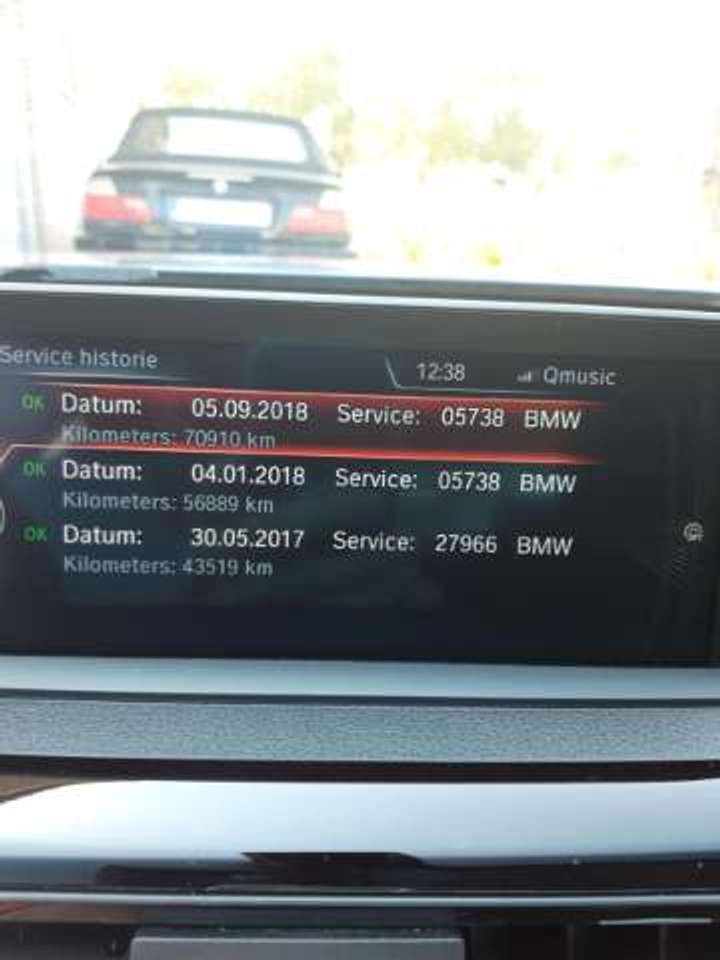 Service historie
12:38 Qmusic
OK Datum: 05.09.2018 Service: 05738 BMW
Kilometers: 70910 km
OK Datum: 04.01.2018 Service: 05738 BMW
Kilometers: 56889 km
OK Datum: 30.05.2017 Service: 27966 BMW
Kilometers: 43519 km